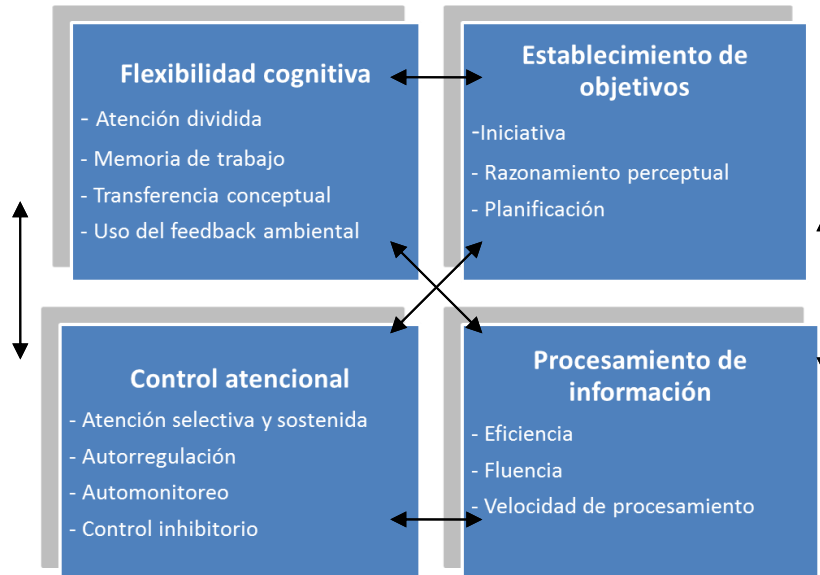 Flexibilidad cognitiva
- Atención dividida
- Memoria de trabajo
- Transferencia conceptual
- Uso del feedback ambiental
Establecimiento de
objetivos
-Iniciativa
- Razonamiento perceptual
- Planificación
Control atencional
- Atención selectiva y sostenida
- Autorregulación
- Automonitoreo
- Control inhibitorio
Procesamiento de
información
- Eficiencia
- Fluencia
- Velocidad de procesamiento